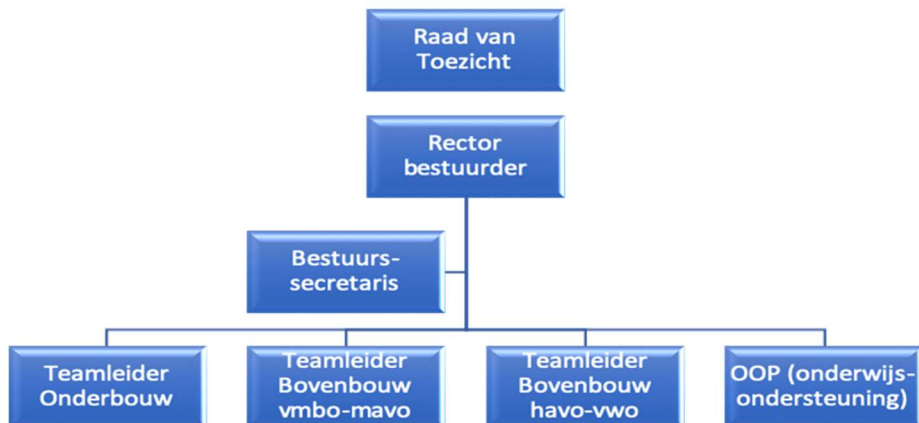 Raad van
Toezicht
Rector
bestuurder
Bestuurs-
secretaris
Teamleider
Onderbouw
Teamleider
Bovenbouw
vmbo-mavo
Teamleider
Bovenbouw
havo-vwo
OOP (onderwijs-
ondersteuning)